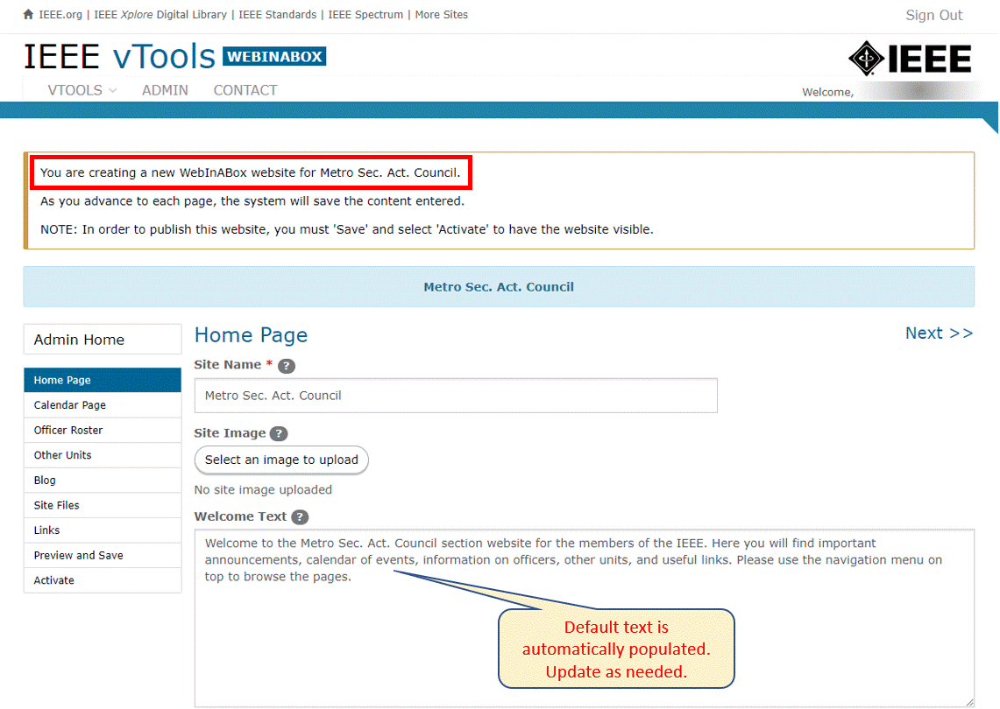 IEEE.org | IEEE Xplore Digital Library | IEEE Standards | IEEE Spectrum | More Sites
Sign Out
IEEE vTools WEBINABOX
IEEE
VTOOLS ADMIN CONTACT
Welcome,
You are creating a new WebInABox website for Metro Sec. Act. Council.
As you advance to each page, the system will save the content entered.
NOTE: In order to publish this website, you must 'Save' and select 'Activate' to have the website visible.
Metro Sec. Act. Council
Admin Home
Home Page
Calendar Page
Officer Roster
Other Units
Blog
Site Files
Links
Preview and Save
Activate
Home Page
Next >>
Site Name * ?
Metro Sec. Act. Council
Site Image ?
Select an image to upload
No site image uploaded
Welcome Text ?
Welcome to the Metro Sec. Act. Council section website for the members of the IEEE. Here you will find important
announcements, calendar of events, information on officers, other units, and useful links. Please use the navigation menu on
top to browse the pages.
Default text is
automatically populated.
Update as needed.